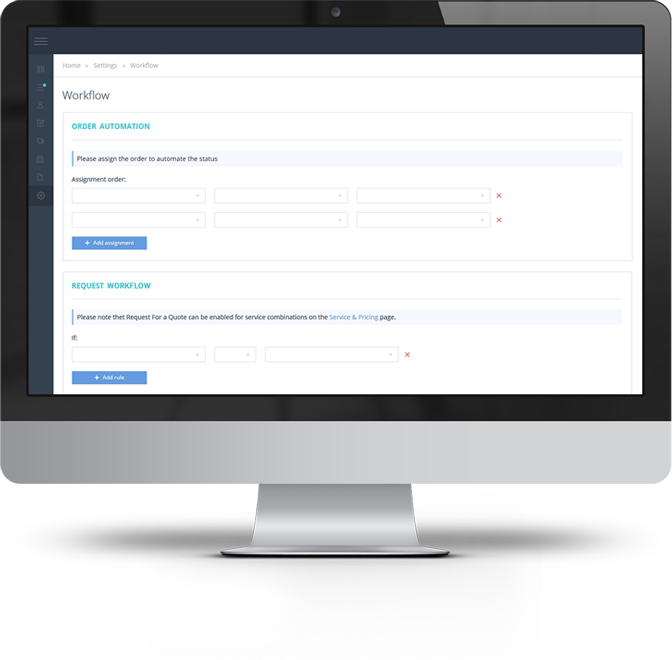 Home » Settings » Workflow
Workflow
ORDER AUTOMATION
Please assign the order to automate the status
Assignment order:
+ Add assignment
REQUEST WORKFLOW
Please note thet Request For a Quote can be enabled for service combinations on the Service & Pricing page.
If:
+ Add rule